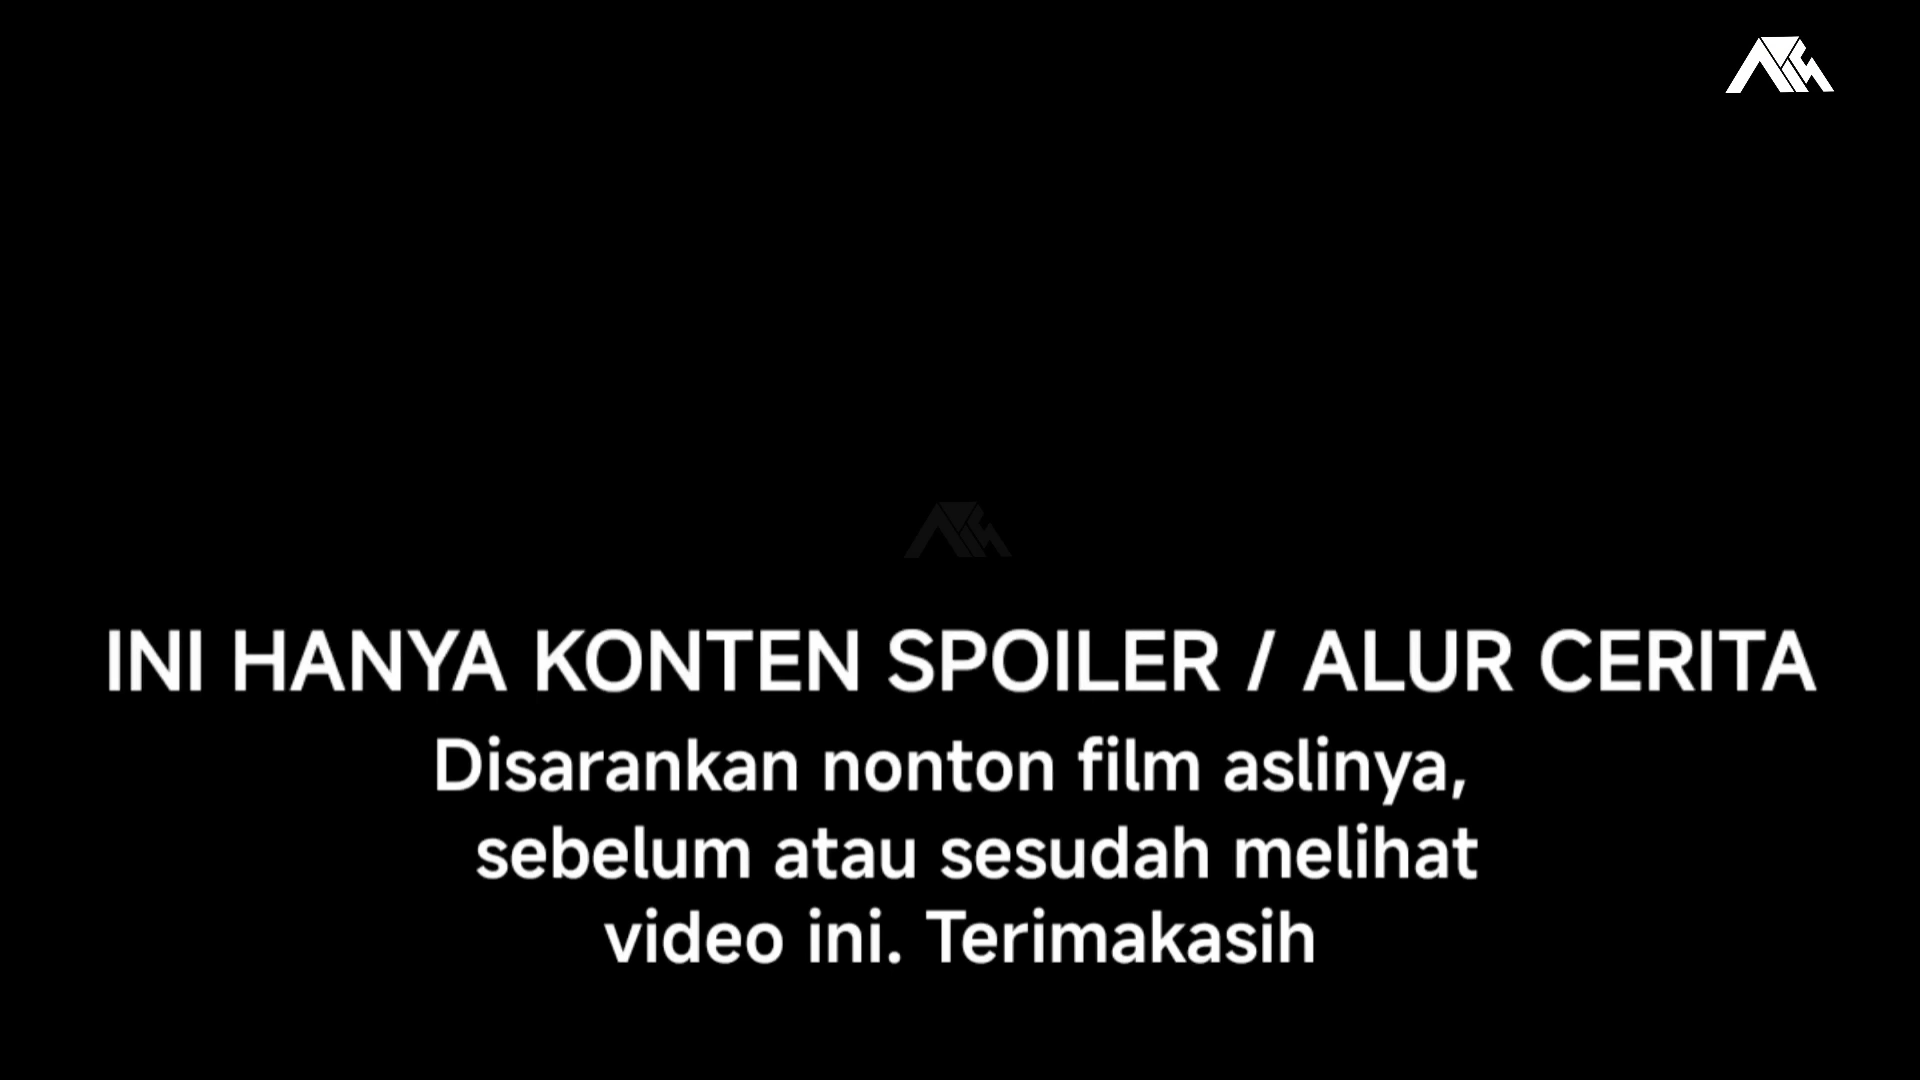 INI HANYA KONTEN SPOILER / ALUR CERITA
Disarankan nonton film aslinya,
sebelum atau sesudah melihat
video ini. Terimakasih